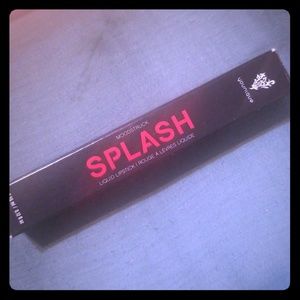 MOODSTRUCK
SPLASH
LIQUID LIPSTICK | ROUGE À LÈVRES LIQUIDE
younique